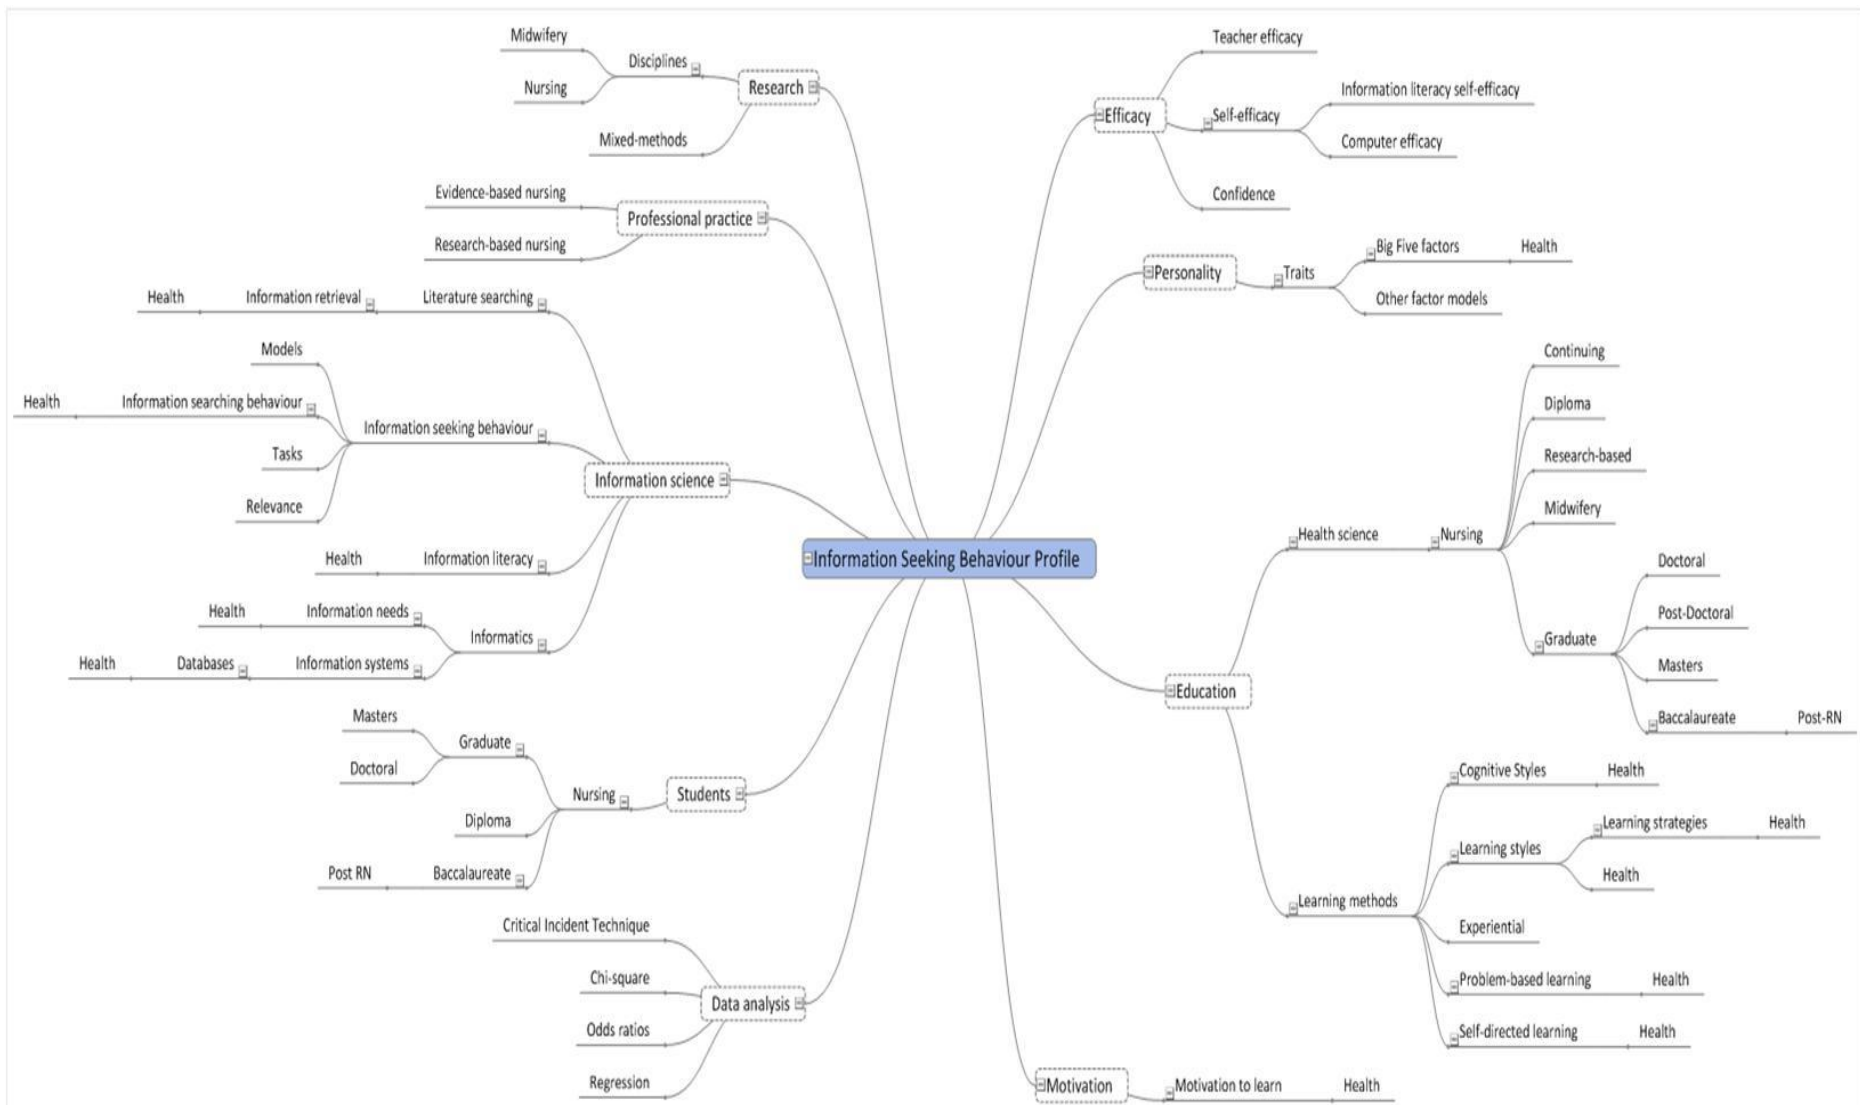 Midwifery
Disciplines
Nursing
Research
Mixed-methods
Evidence-based nursing
Professional practice
Research-based nursing
Health
Information retrieval
Literature searching
Models
Health
Information searching behaviour
Information seeking behaviour
Tasks
Relevance
Information science
Health
Information literacy
Health
Information needs
Informatics
Health
Databases
Information systems
Masters
Graduate
Doctoral
Nursing
Students
Diploma
Post RN
Baccalaureate
Critical Incident Technique
Chi-square
Data analysis
Odds ratios
Regression
Information Seeking Behaviour Profile
Teacher efficacy
Efficacy
Self-efficacy
Information literacy self-efficacy
Computer efficacy
Confidence
Personality
Traits
Big Five factors
Health
Other factor models
Continuing
Diploma
Research-based
Midwifery
Health science
Nursing
Doctoral
Post-Doctoral
Graduate
Masters
Baccalaureate
Post-RN
Education
Cognitive Styles
Health
Learning strategies
Health
Learning styles
Health
Learning methods
Experiential
Problem-based learning
Health
Self-directed learning
Health
Motivation
Motivation to learn
Health